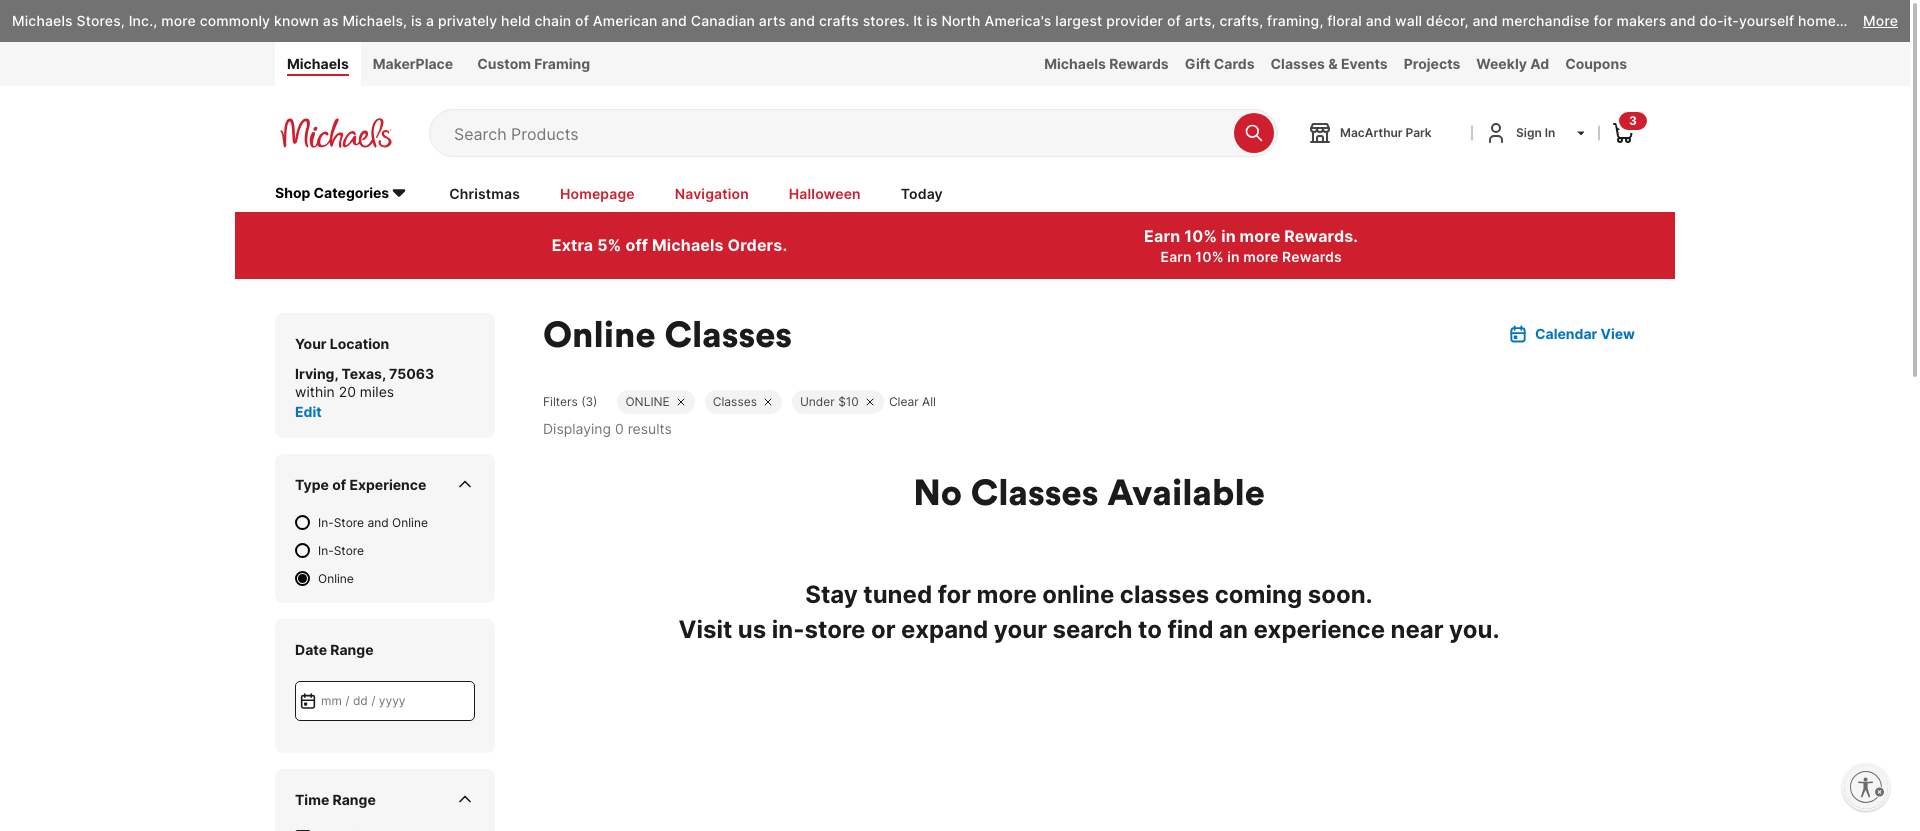 Michaels Stores, Inc., more commonly known as Michaels, is a privately held chain of American and Canadian arts and crafts stores. It is North America's largest provider of arts, crafts, framing, floral and wall décor, and merchandise for makers and do-it-yourself home... More
Michaels MakerPlace Custom Framing Michaels Rewards Gift Cards Classes & Events Projects Weekly Ad Coupons
Michaels Search Products MacArthur Park Sign In 3
Shop Categories Christmas Homepage Navigation Halloween Today
Extra 5% off Michaels Orders.
Earn 10% in more Rewards.
Earn 10% in more Rewards
Your Location
Irving, Texas, 75063
within 20 miles
Edit
Type of Experience
In-Store and Online
In-Store
Online
Date Range
mm / dd / yyyy
Time Range
Online Classes
Calendar View
Filters (3) ONLINE Classes Under $10 Clear All
Displaying 0 results
No Classes Available
Stay tuned for more online classes coming soon.
Visit us in-store or expand your search to find an experience near you.